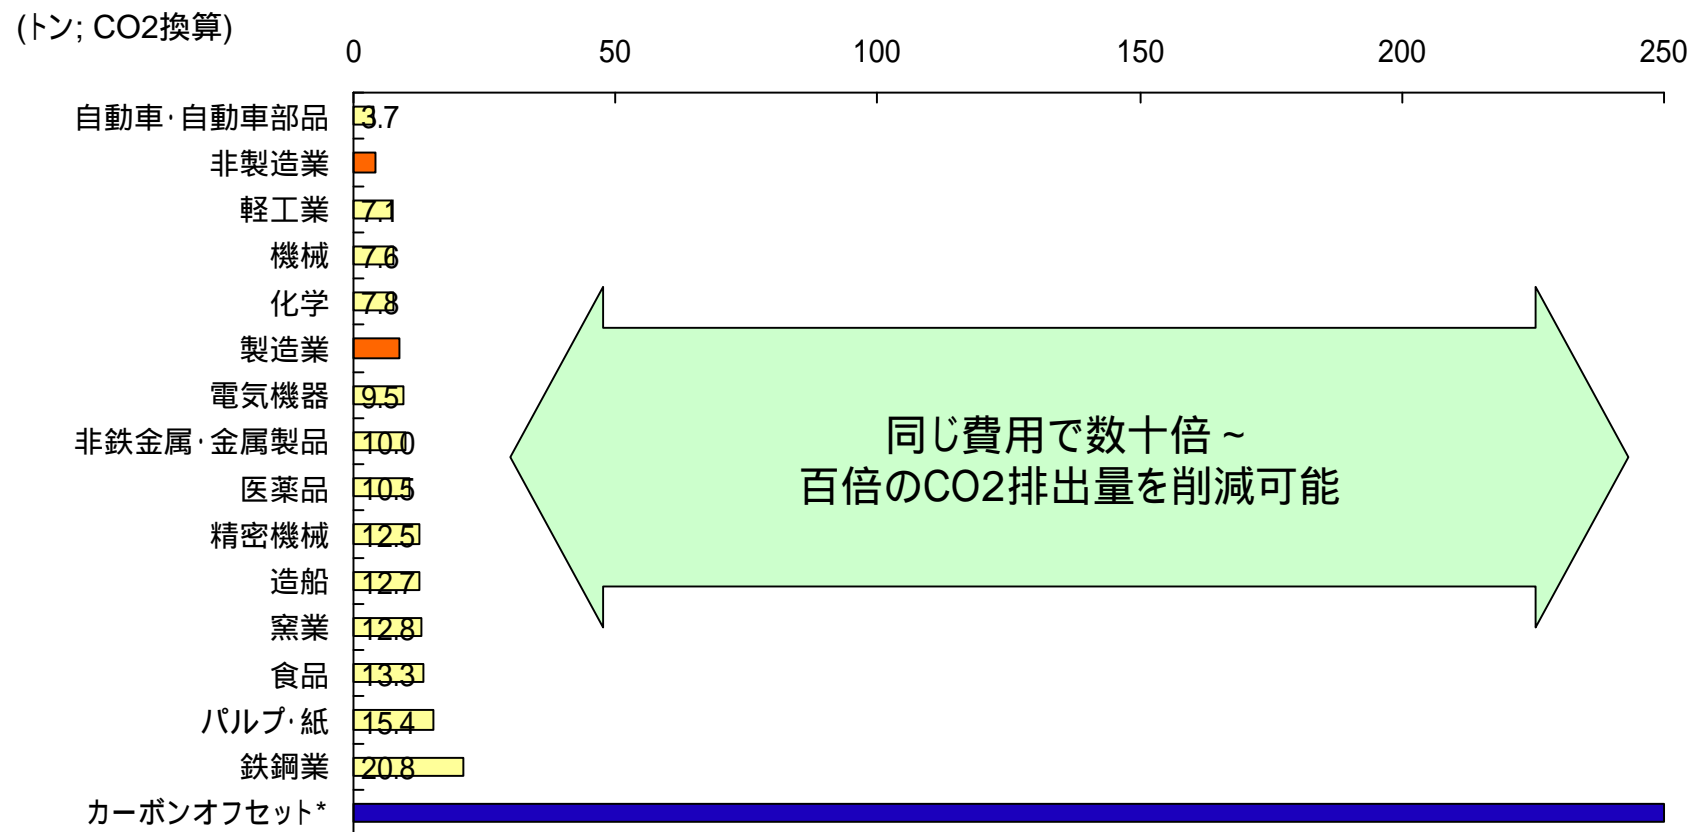 (トン; CO2換算)
0 50 100 150 200 250
自動車･自動車部品 3.7
非製造業
軽工業 7.1
機械 7.6
化学 7.8
製造業
電気機器 9.5
非鉄金属･金属製品 10.0
医薬品 10.5
精密機械 12.5
造船 12.7
窯業 12.8
食品 13.3
パルプ･紙 15.4
鉄鋼業 20.8
カーボンオフセット*
同じ費用で数十倍 ~
百倍のCO2排出量を削減可能